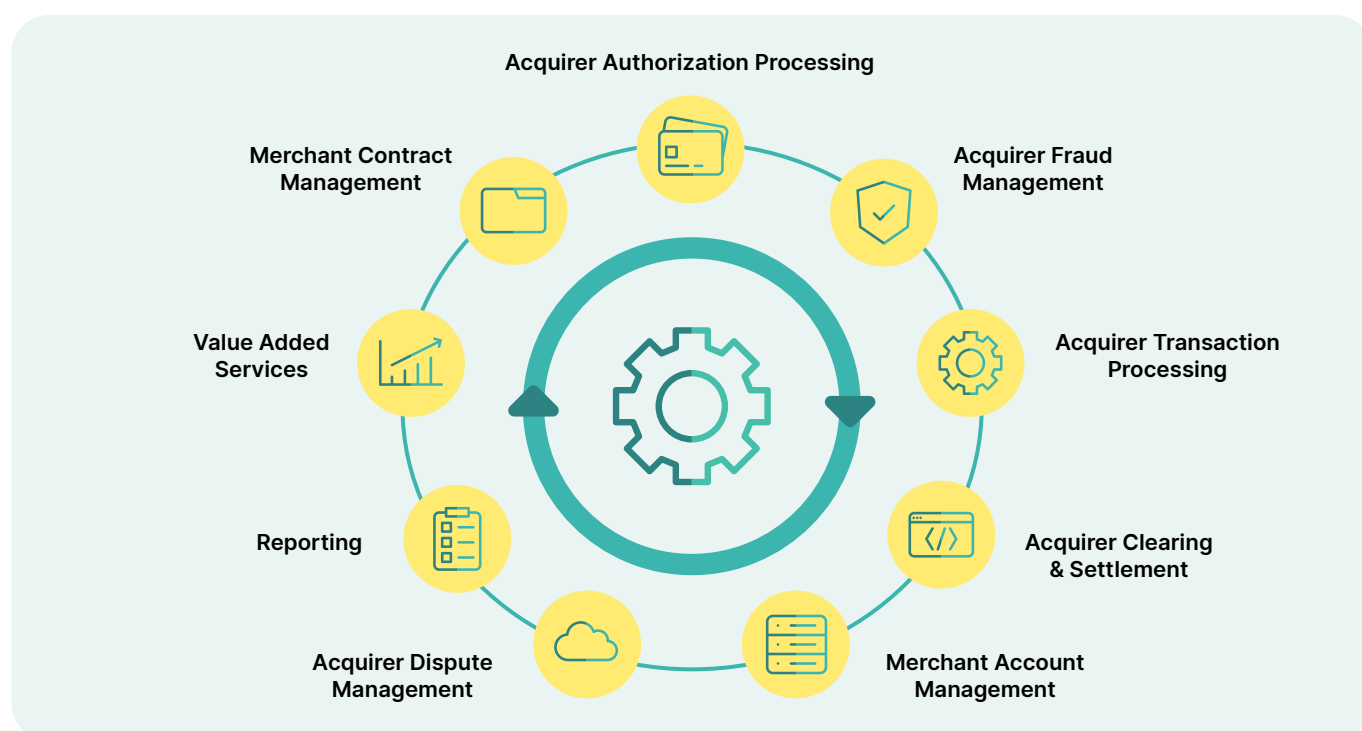 Acquirer Authorization Processing
Merchant Contract
Management
Acquirer Fraud
Management
Value Added
Services
Acquirer Transaction
Processing
Reporting
Acquirer Clearing
& Settlement
Acquirer Dispute
Management
Merchant Account
Management